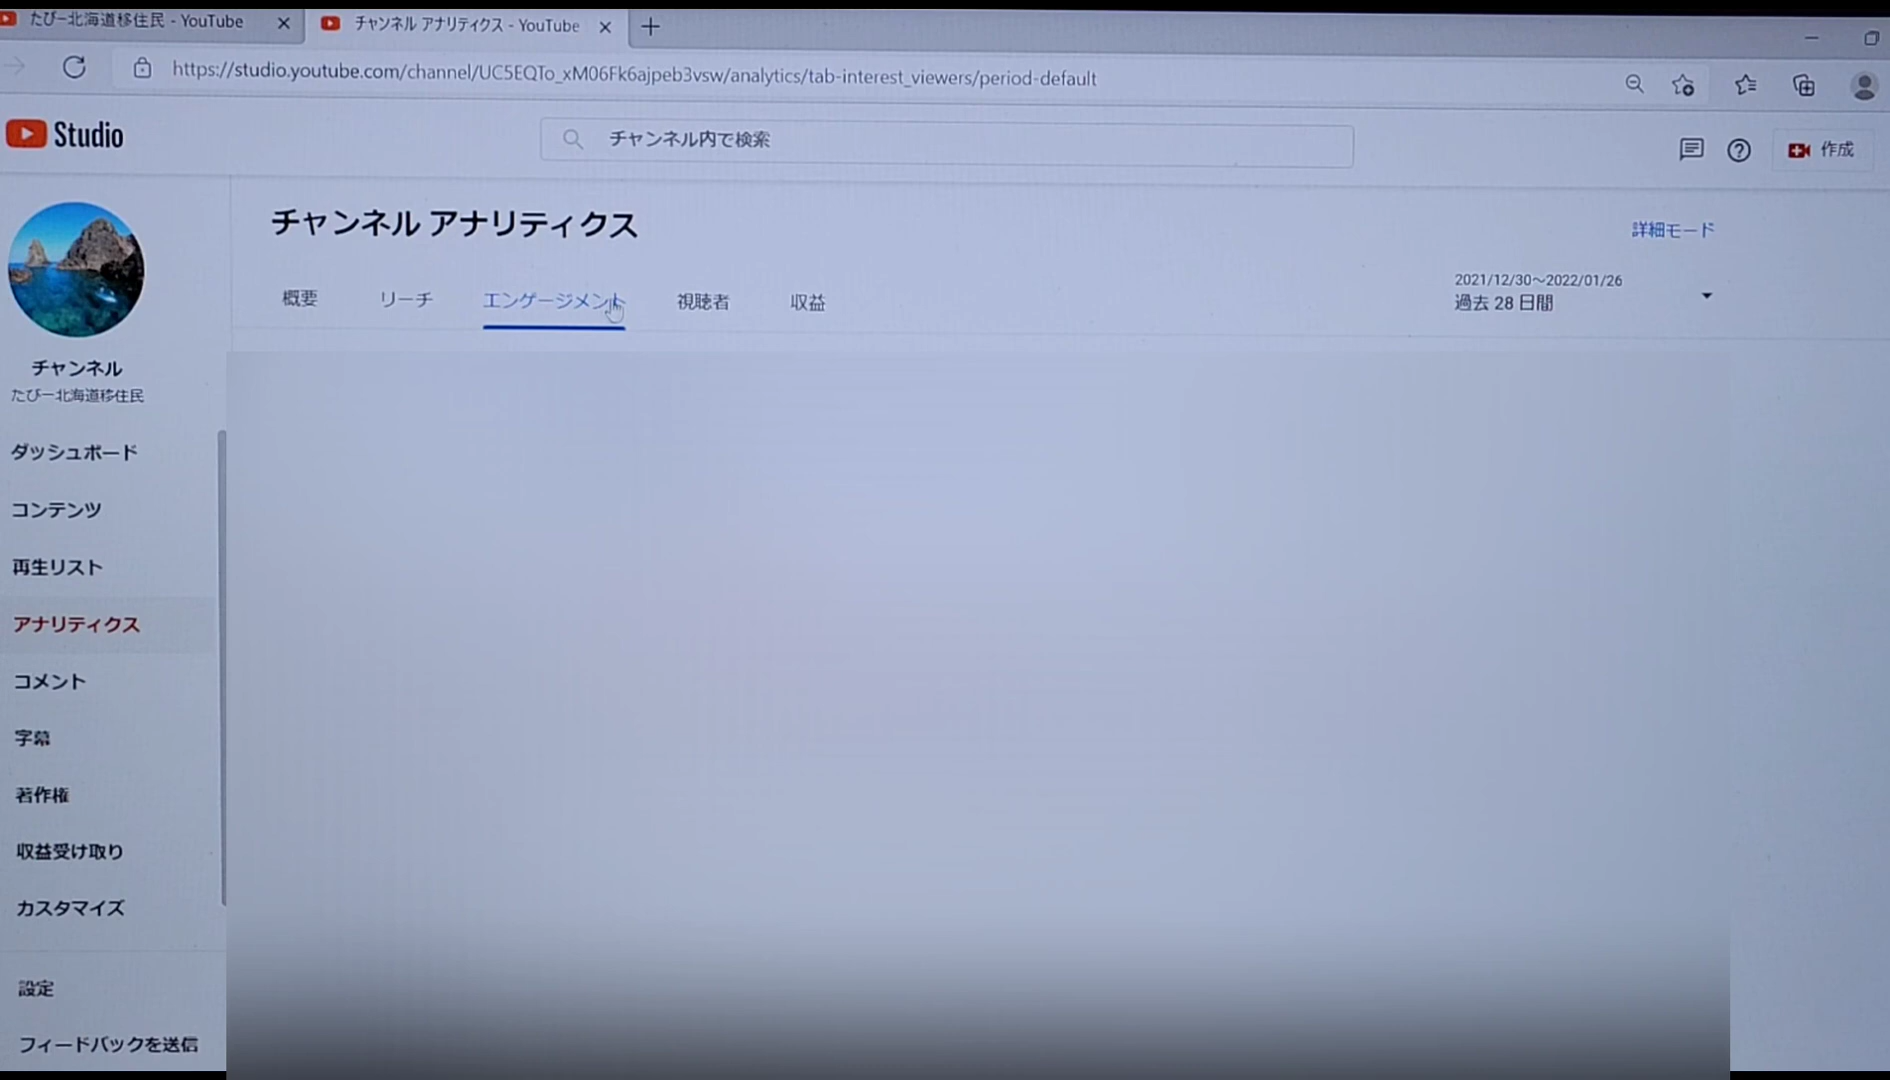 たびー北海道移住民 - YouTube
チャンネル アナリティクス - YouTube
https://studio.youtube.com/channel/UC5EQTo_xM06Fk6ajpeb3vsw/analytics/tab-interest_viewers/period-default
Studio
チャンネル内で検索
作成
チャンネル アナリティクス
詳細モード
概要
リーチ
エンゲージメント
視聴者
収益
2021/12/30～2022/01/26
過去 28 日間
チャンネル
たびー北海道移住民
ダッシュボード
コンテンツ
再生リスト
アナリティクス
コメント
字幕
著作権
収益受け取り
カスタマイズ
設定
フィードバックを送信